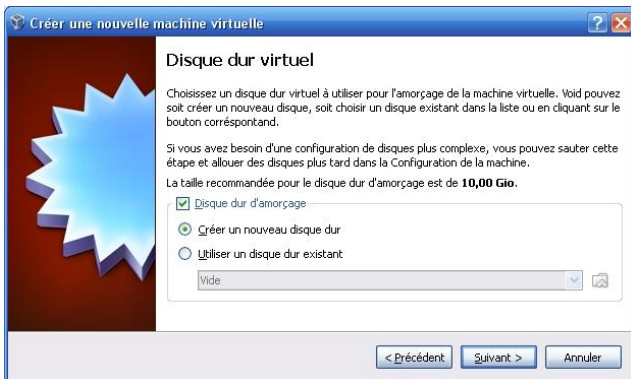 Créer une nouvelle machine virtuelle
Disque dur virtuel
Choisissez un disque dur virtuel à utiliser pour l'amorçage de la machine virtuelle. Void pouvez
soit créer un nouveau disque, soit choisir un disque existant dans la liste ou en cliquant sur le
bouton corréspontand.
Si vous avez besoin d'une configuration de disques plus complexe, vous pouvez sauter cette
étape et allouer des disques plus tard dans la Configuration de la machine.
La taille recommandée pour le disque dur d'amorçage est de 10,00 Gio.
Disque dur d'amorçage
Créer un nouveau disque dur
Utiliser un disque dur existant
Vide
< Précédent
Suivant >
Annuler